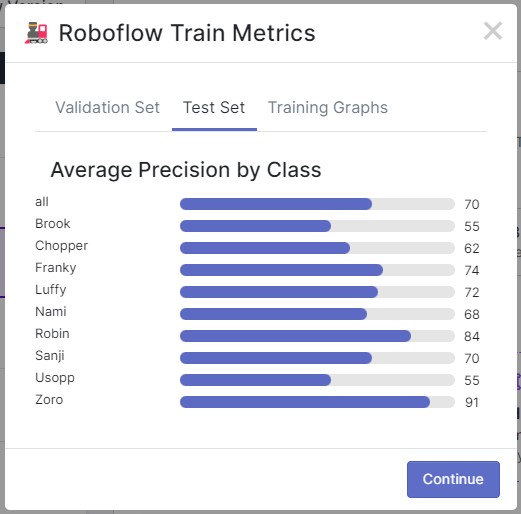 Roboflow Train Metrics
Validation Set Test Set Training Graphs
Average Precision by Class
all 70
Brook 55
Chopper 62
Franky 74
Luffy 72
Nami 68
Robin 84
Sanji 70
Usopp 55
Zoro 91
Continue